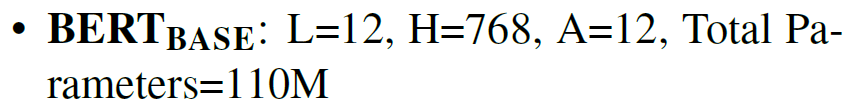 • BERTBASE: L=12, H=768, A=12, Total Pa-
rameters=110M